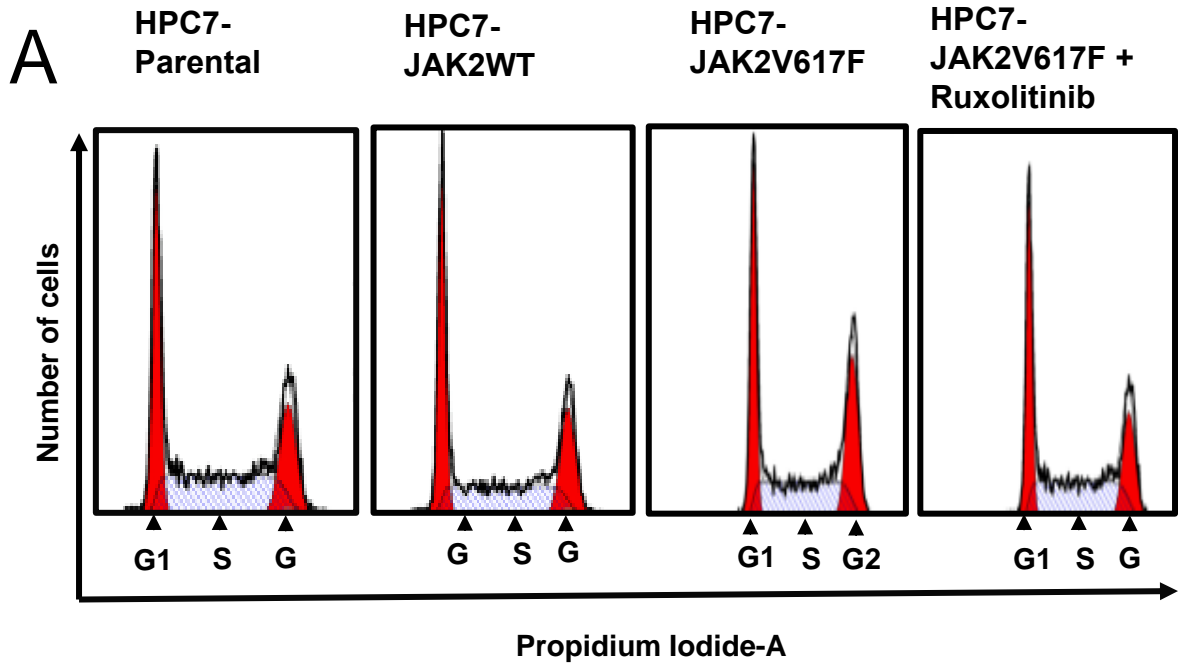 A
HPC7-
Parental
HPC7-
JAK2WT
HPC7-
JAK2V617F
HPC7-
JAK2V617F +
Ruxolitinib
Number of cells
G1 S G
G S G
G1 S G2
G1 S G
Propidium Iodide-A